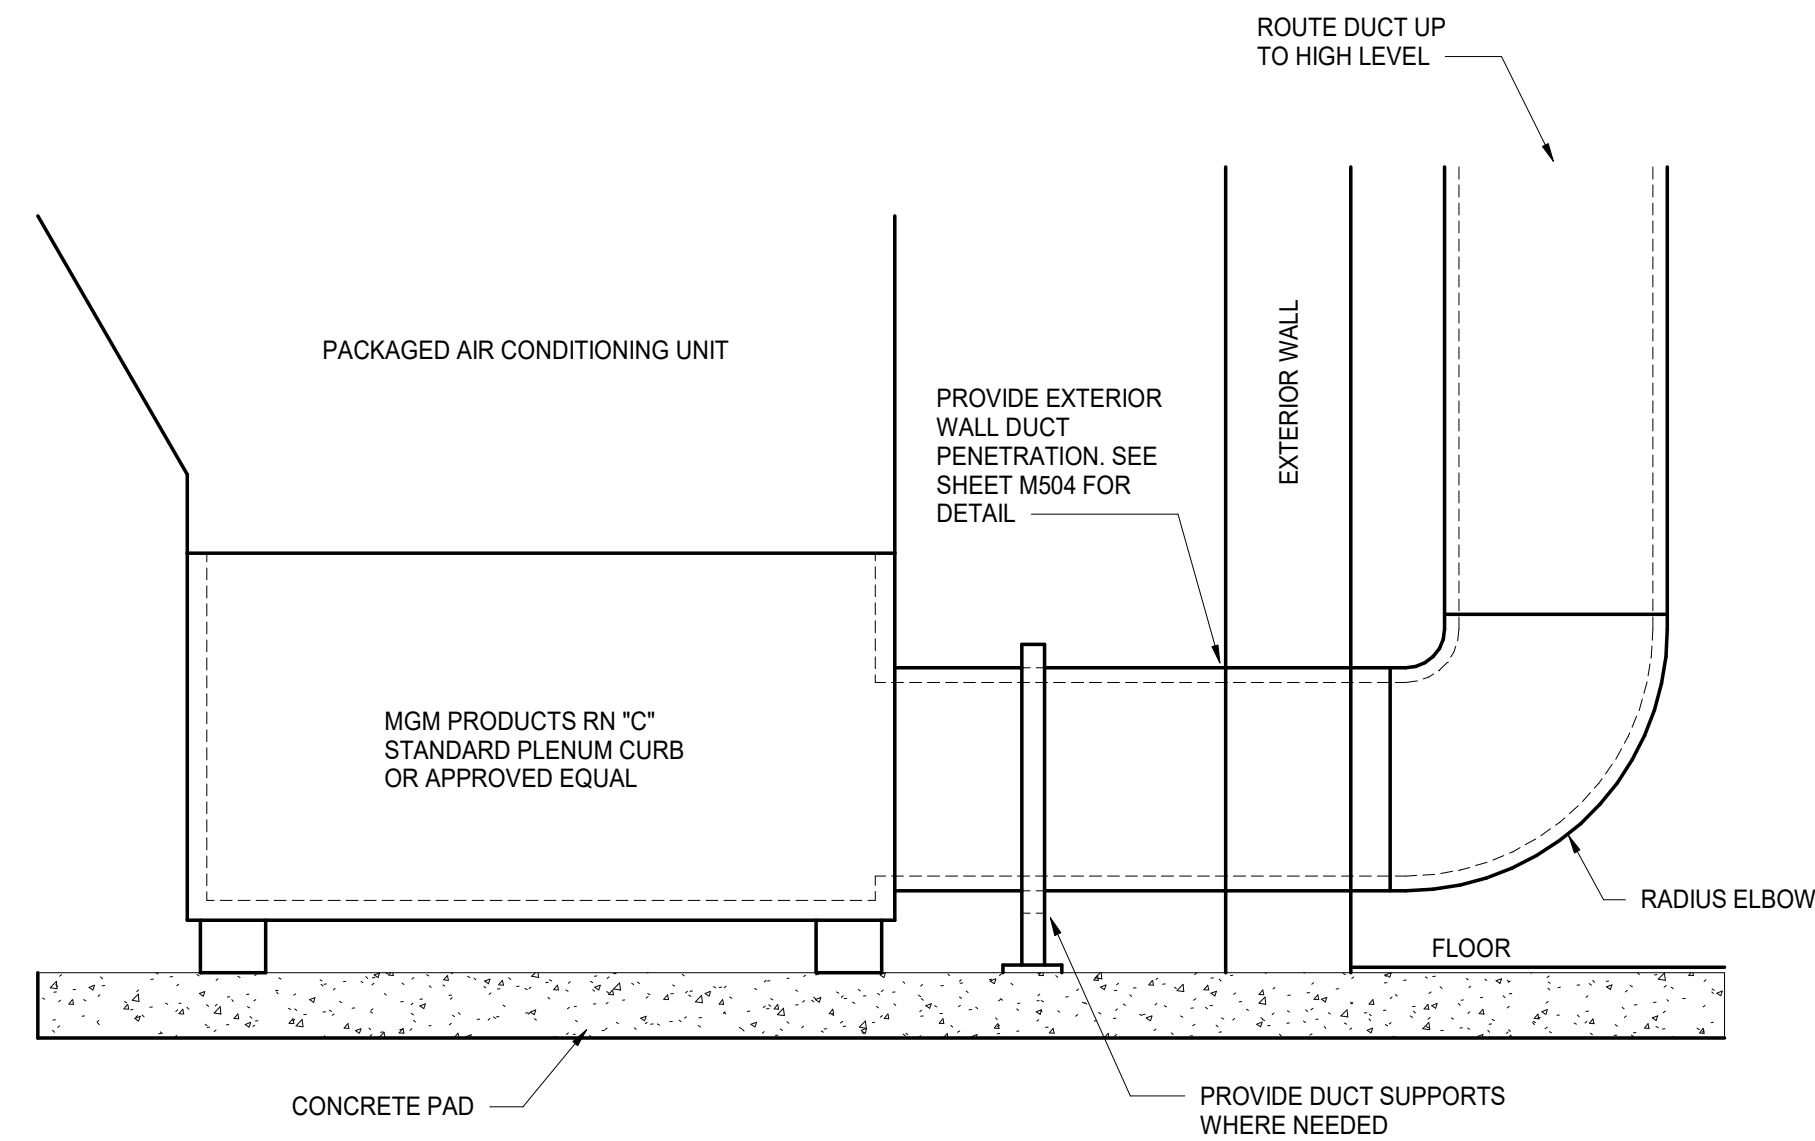 ROUTE DUCT UP
TO HIGH LEVEL
PACKAGED AIR CONDITIONING UNIT
EXTERIOR WALL
PROVIDE EXTERIOR
WALL DUCT
PENETRATION. SEE
SHEET M504 FOR
DETAIL
MGM PRODUCTS RN "C"
STANDARD PLENUM CURB
OR APPROVED EQUAL
RADIUS ELBOW
FLOOR
CONCRETE PAD
PROVIDE DUCT SUPPORTS
WHERE NEEDED